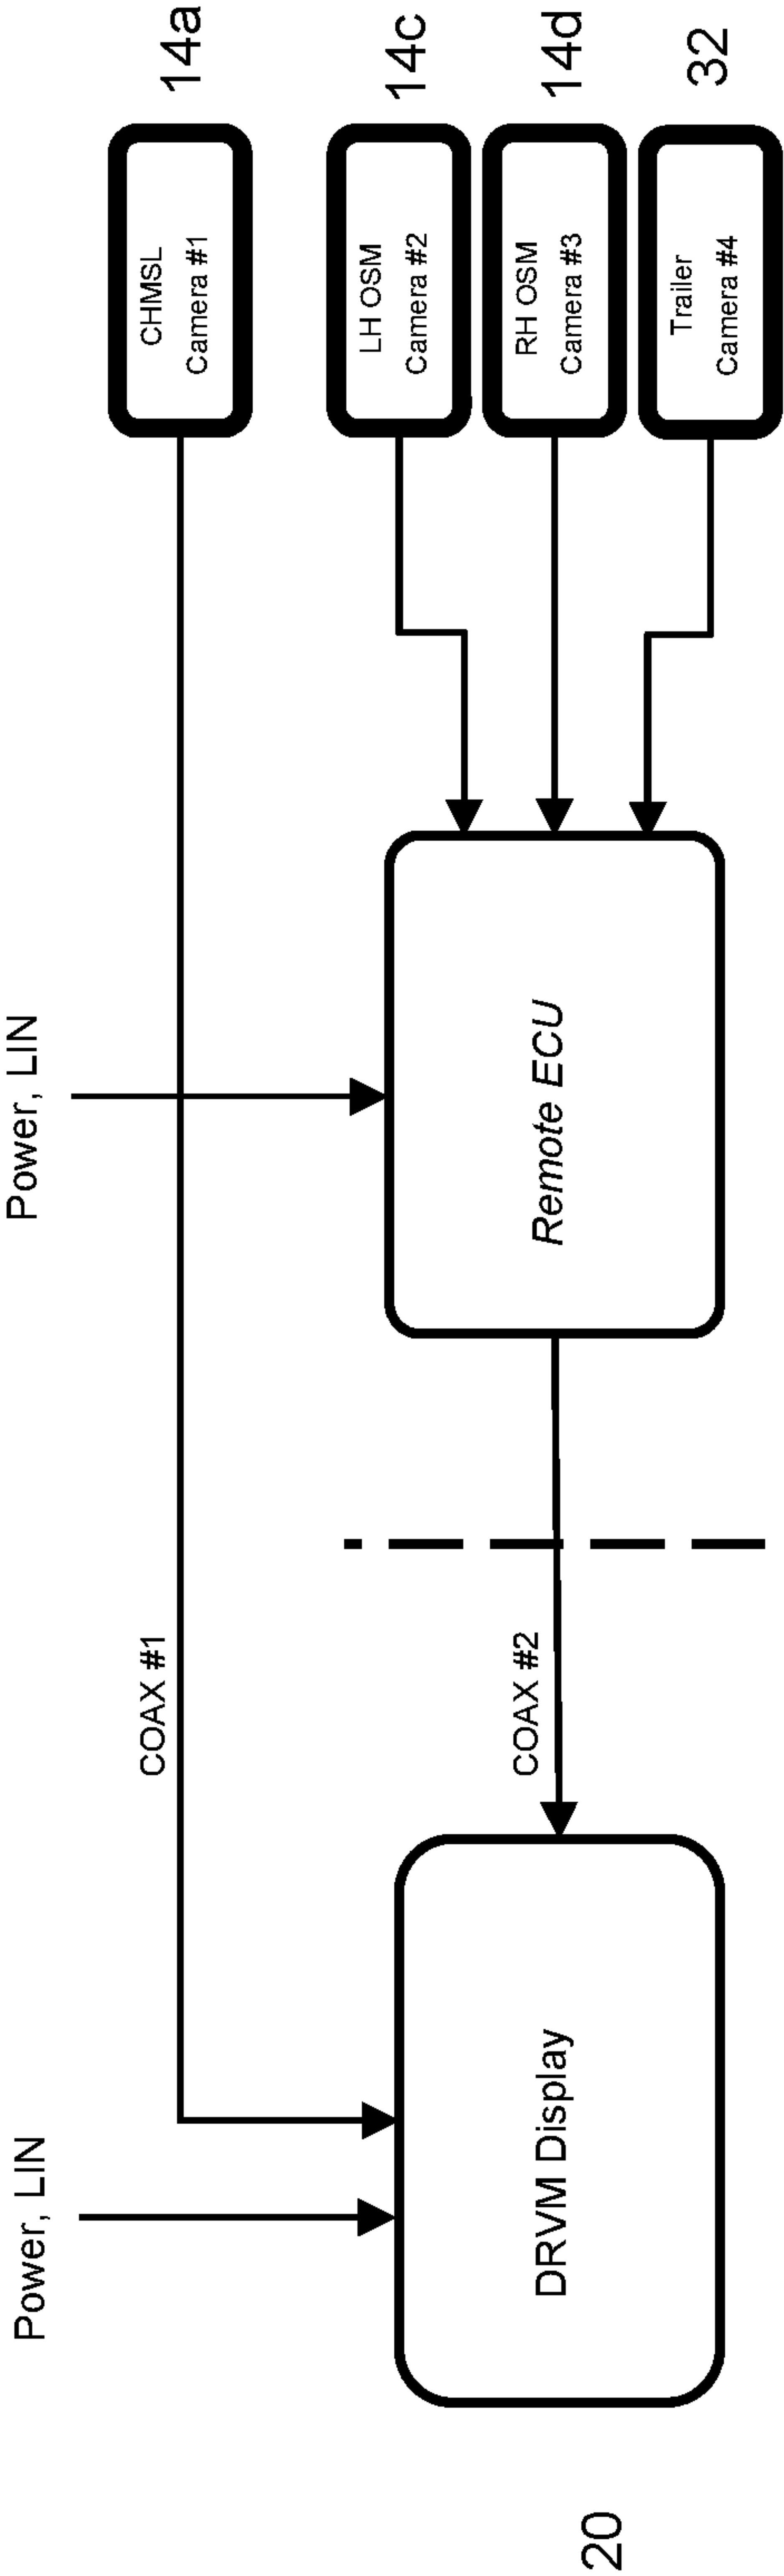 Power, LIN
Power, LIN
COAX #1
CHMSL
Camera #1
14a
LH OSM
Camera #2
14c
DRVM Display
COAX #2
Remote ECU
RH OSM
Camera #3
14d
Trailer
Camera #4
32
20